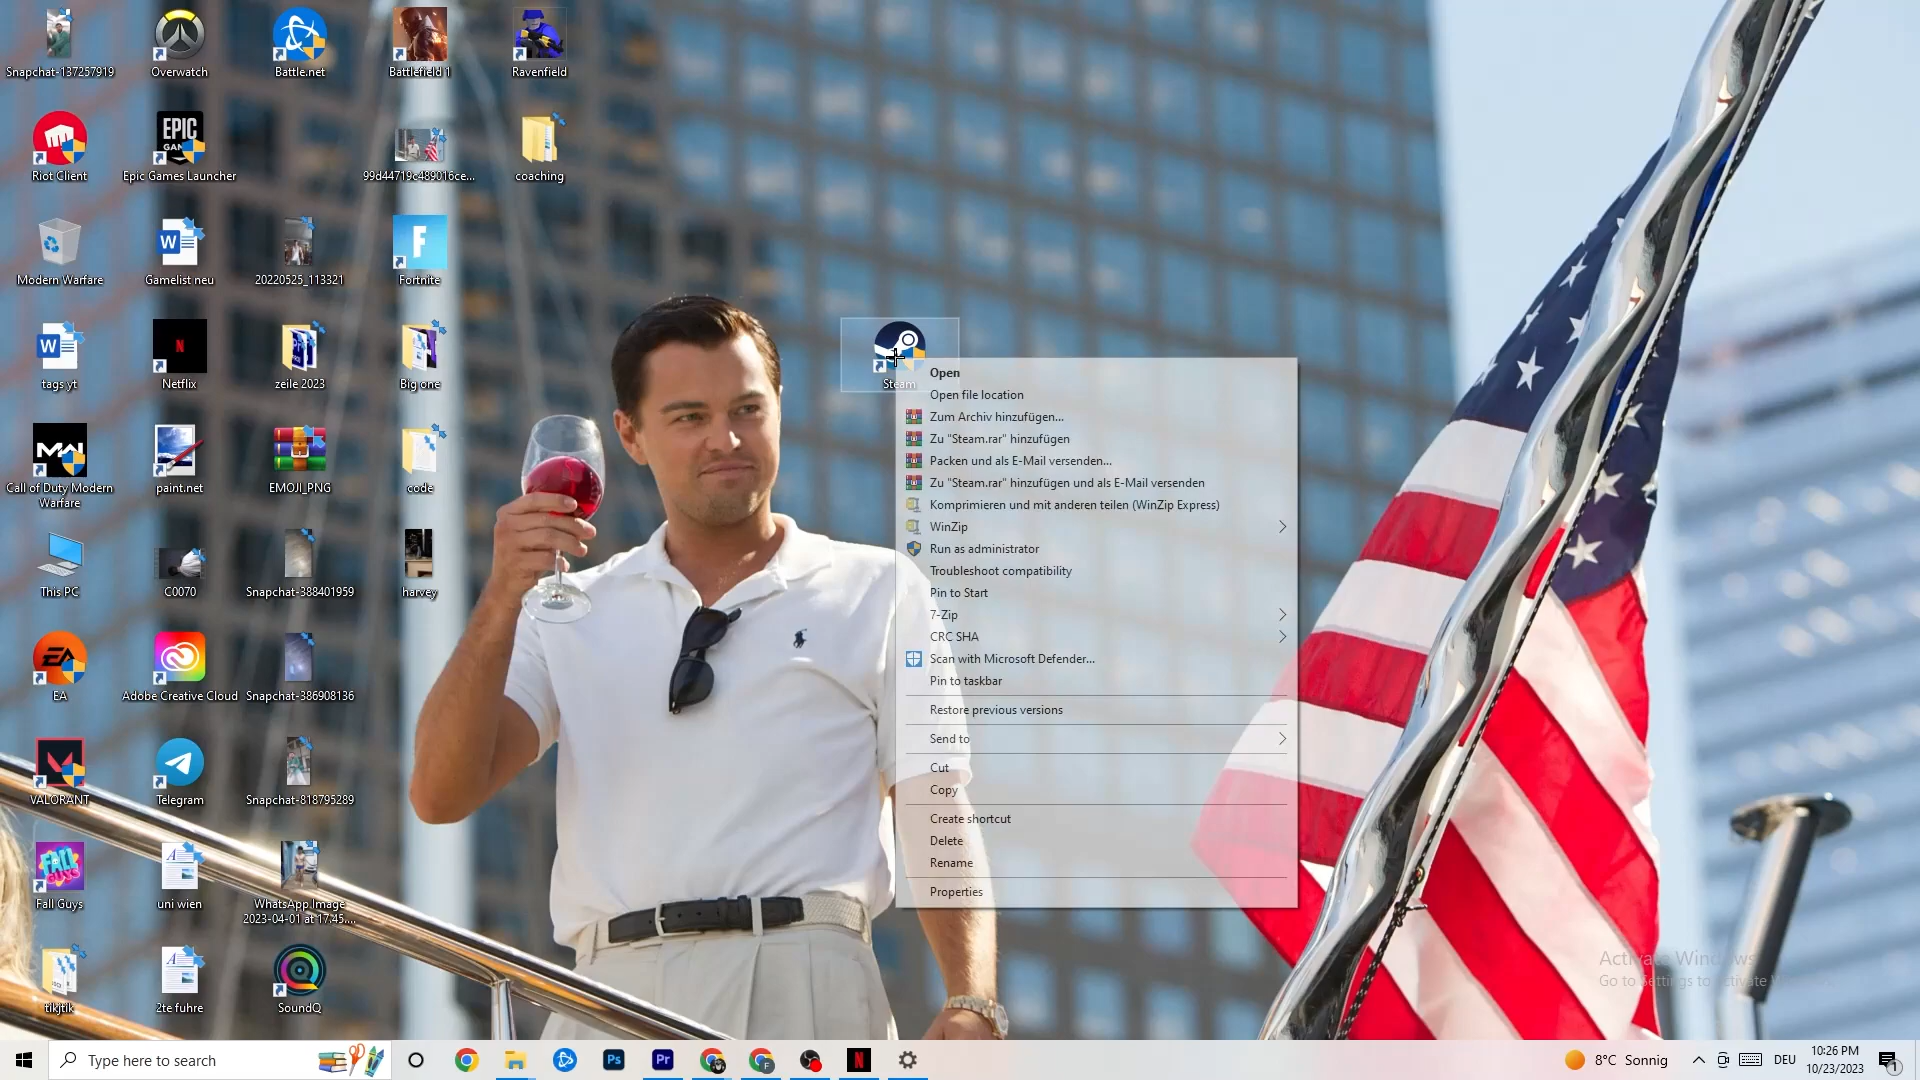 Snapchat-137257919
Overwatch
Battle.net
Battlefield 1
Ravenfield
Riot Client
EPIC
Epic Games Launcher
99d44719c489016ce...
coaching
Modern Warfare
W
Gamelist neu
20220525_113321
F
Fortnite
W
tags yt
N
Netflix
zeile 2023
Big one
Steam
Call of Duty Modern
Warfare
paint.net
EMOJI_PNG
code
This PC
C0070
Snapchat-388401959
harvey
EA
EA
Adobe Creative Cloud
Snapchat-386908136
VALORANT
Telegram
Snapchat-818795289
FALL
GUYS
Fall Guys
uni wien
WhatsApp Image
2023-04-01 at 17.45....
tikjtik
2te fuhre
SoundQ
Open
Open file location
Zum Archiv hinzufügen...
Zu "Steam.rar" hinzufügen
Packen und als E-Mail versenden...
Zu "Steam.rar" hinzufügen und als E-Mail versenden
Komprimieren und mit anderen teilen (WinZip Express)
WinZip
Run as administrator
Troubleshoot compatibility
Pin to Start
7-Zip
CRC SHA
Scan with Microsoft Defender...
Pin to taskbar
Restore previous versions
Send to
Cut
Copy
Create shortcut
Delete
Rename
Properties
Activate Windows
Go to Settings to activate
Type here to search
Ps
Pr
F
N
8°C Sonnig
DEU
10:26 PM
10/23/2023
1